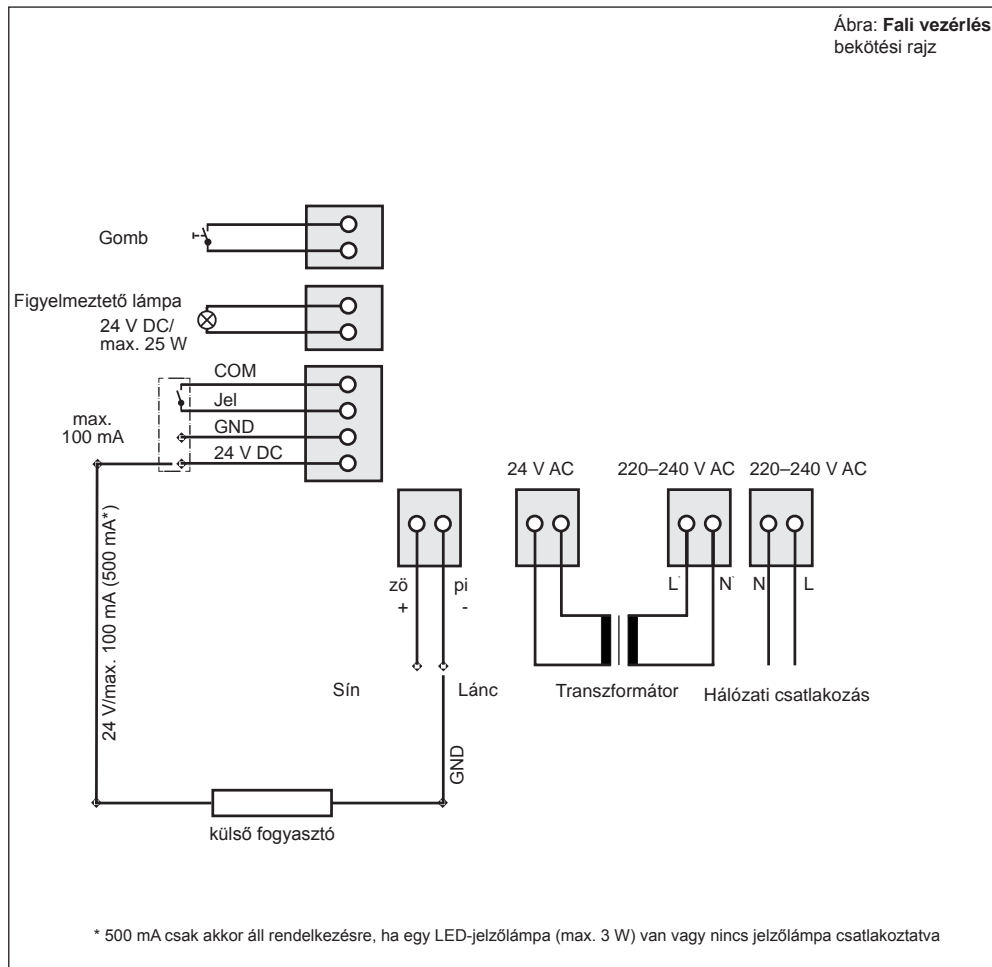 Ábra: Fali vezérlés
bekötési rajz
Gomb
Figyelmeztető lámpa
24 V DC/
max. 25 W
COM
Jel
GND
24 V DC
max.
100 mA
24 V/max. 100 mA (500 mA*)
24 V AC
220–240 V AC
220–240 V AC
zö
pi
+
-
L'
N'
N
L
Sín
Lánc
Transzformátor
Hálózati csatlakozás
GND
külső fogyasztó
* 500 mA csak akkor áll rendelkezésre, ha egy LED-jelzőlámpa (max. 3 W) van vagy nincs jelzőlámpa csatlakoztatva